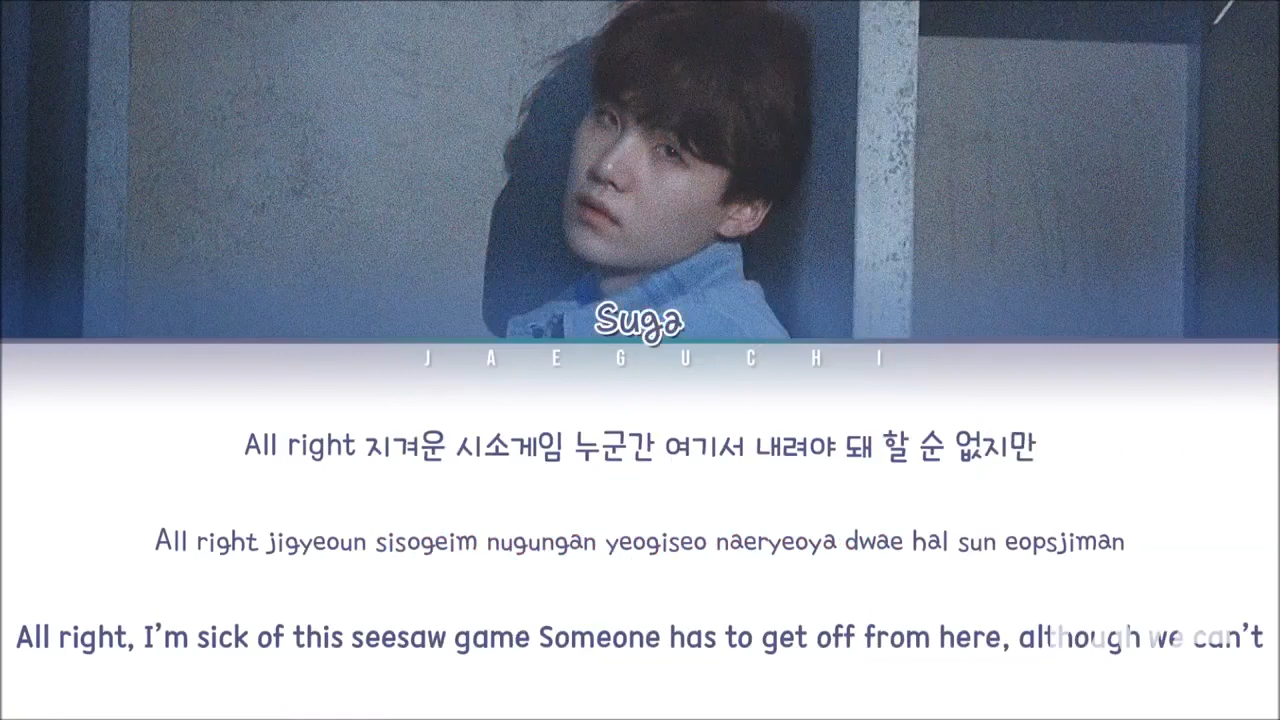 Suga
JAEGUCHI
All right 지겨운 시소게임 누군간 여기서 내려야 돼 할 순 없지만
All right jigyeoun sisogeim nugungan yeogiseo naeryeoya dwae hal sun eopsjiman
All right, I'm sick of this seesaw game Someone has to get off from here, although we can't